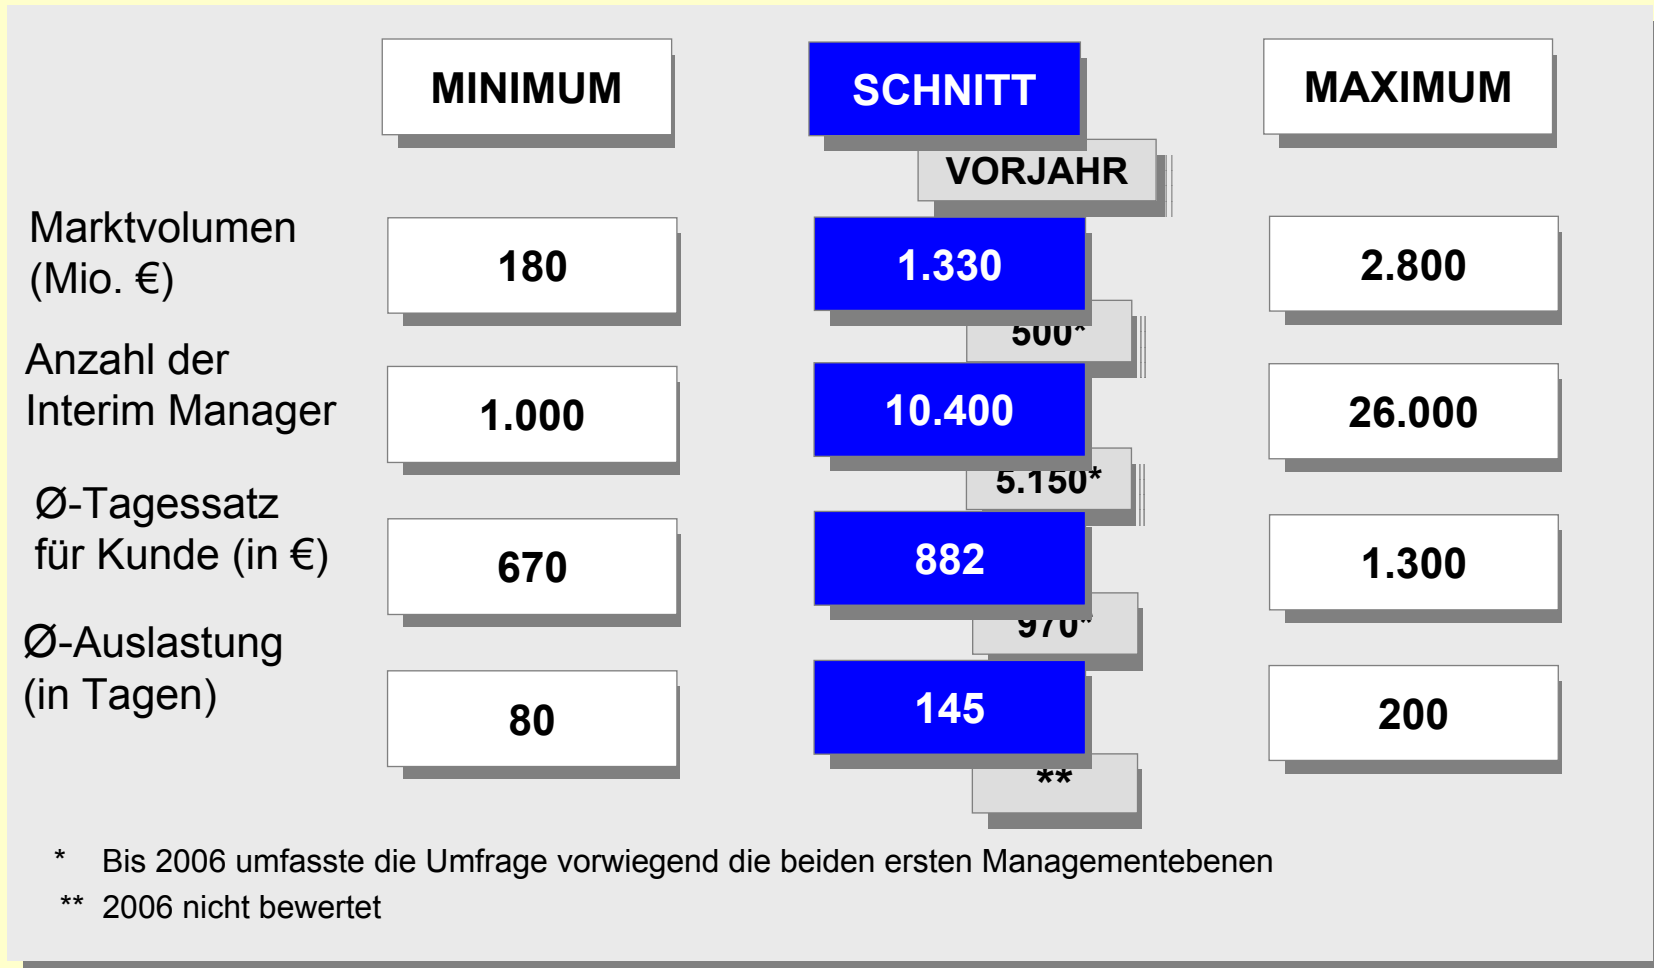 MINIMUM
SCHNITT
MAXIMUM
VORJAHR
Marktvolumen
(Mio. €)
180
1.330
2.800
500*
Anzahl der
Interim Manager
1.000
10.400
26.000
5.150*
Ø-Tagessatz
für Kunde (in €)
670
882
1.300
970*
Ø-Auslastung
(in Tagen)
80
145
200
**
* Bis 2006 umfasste die Umfrage vorwiegend die beiden ersten Managementebenen
** 2006 nicht bewertet